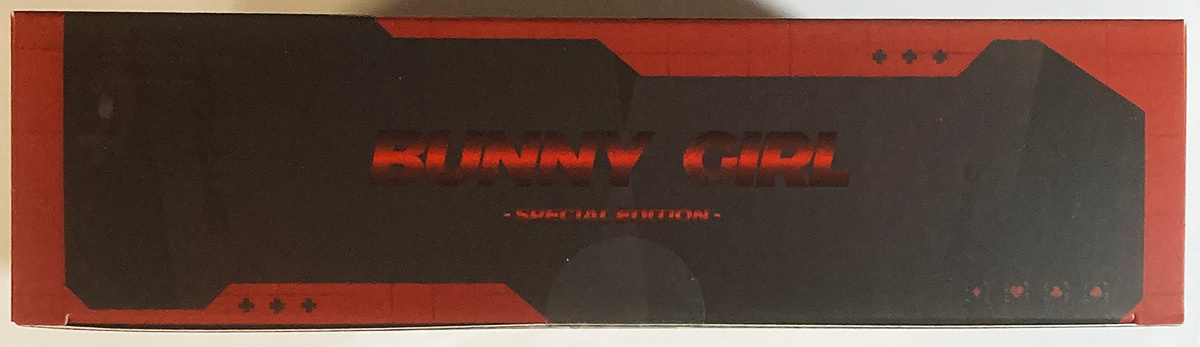 BUNNY GIRL
-SPECIAL EDITION-